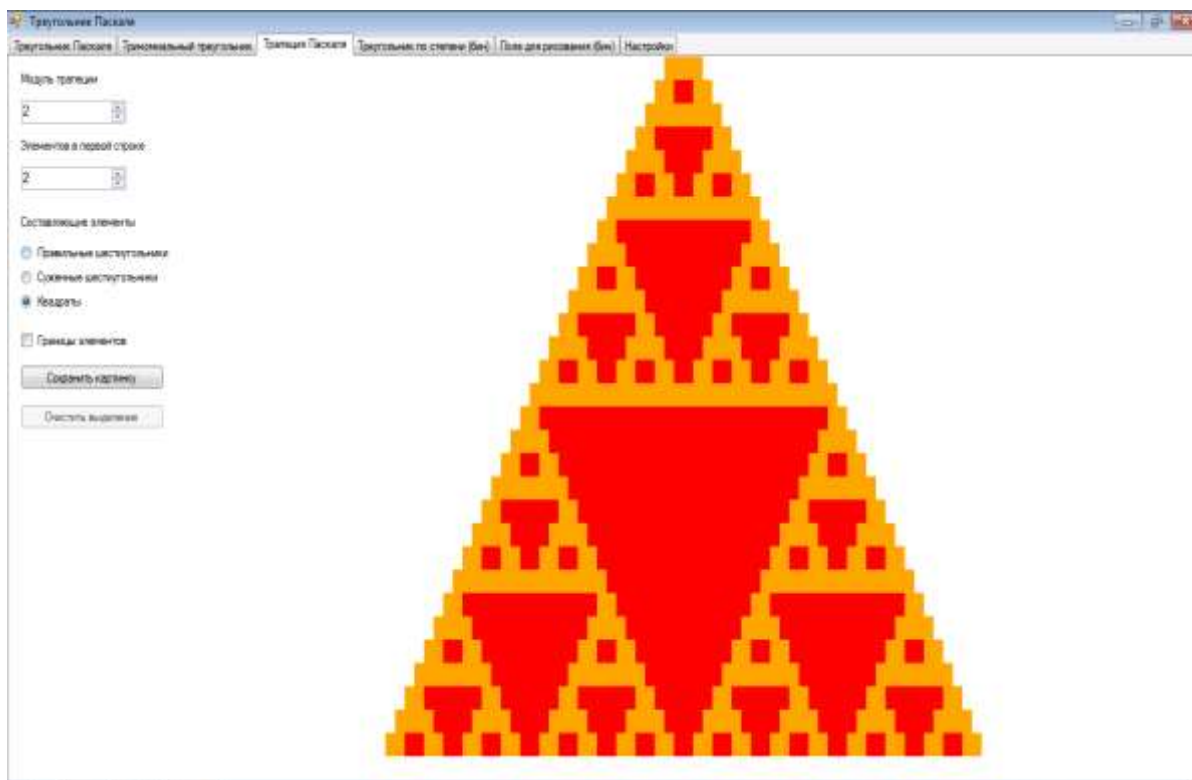 Треугольник Паскаля
Треугольник Паскаля Триномиальный треугольник Трапеция Паскаля Треугольник по степени (бин) Поле для рисования (бин) Настройки
Модуль трапеции
2
Элементов в первой строке
2
Составляющие элементы
Правильные шестиугольники
Сжатые шестиугольники
Квадраты
Границы элементов
Сохранить картинку
Очистить выделение